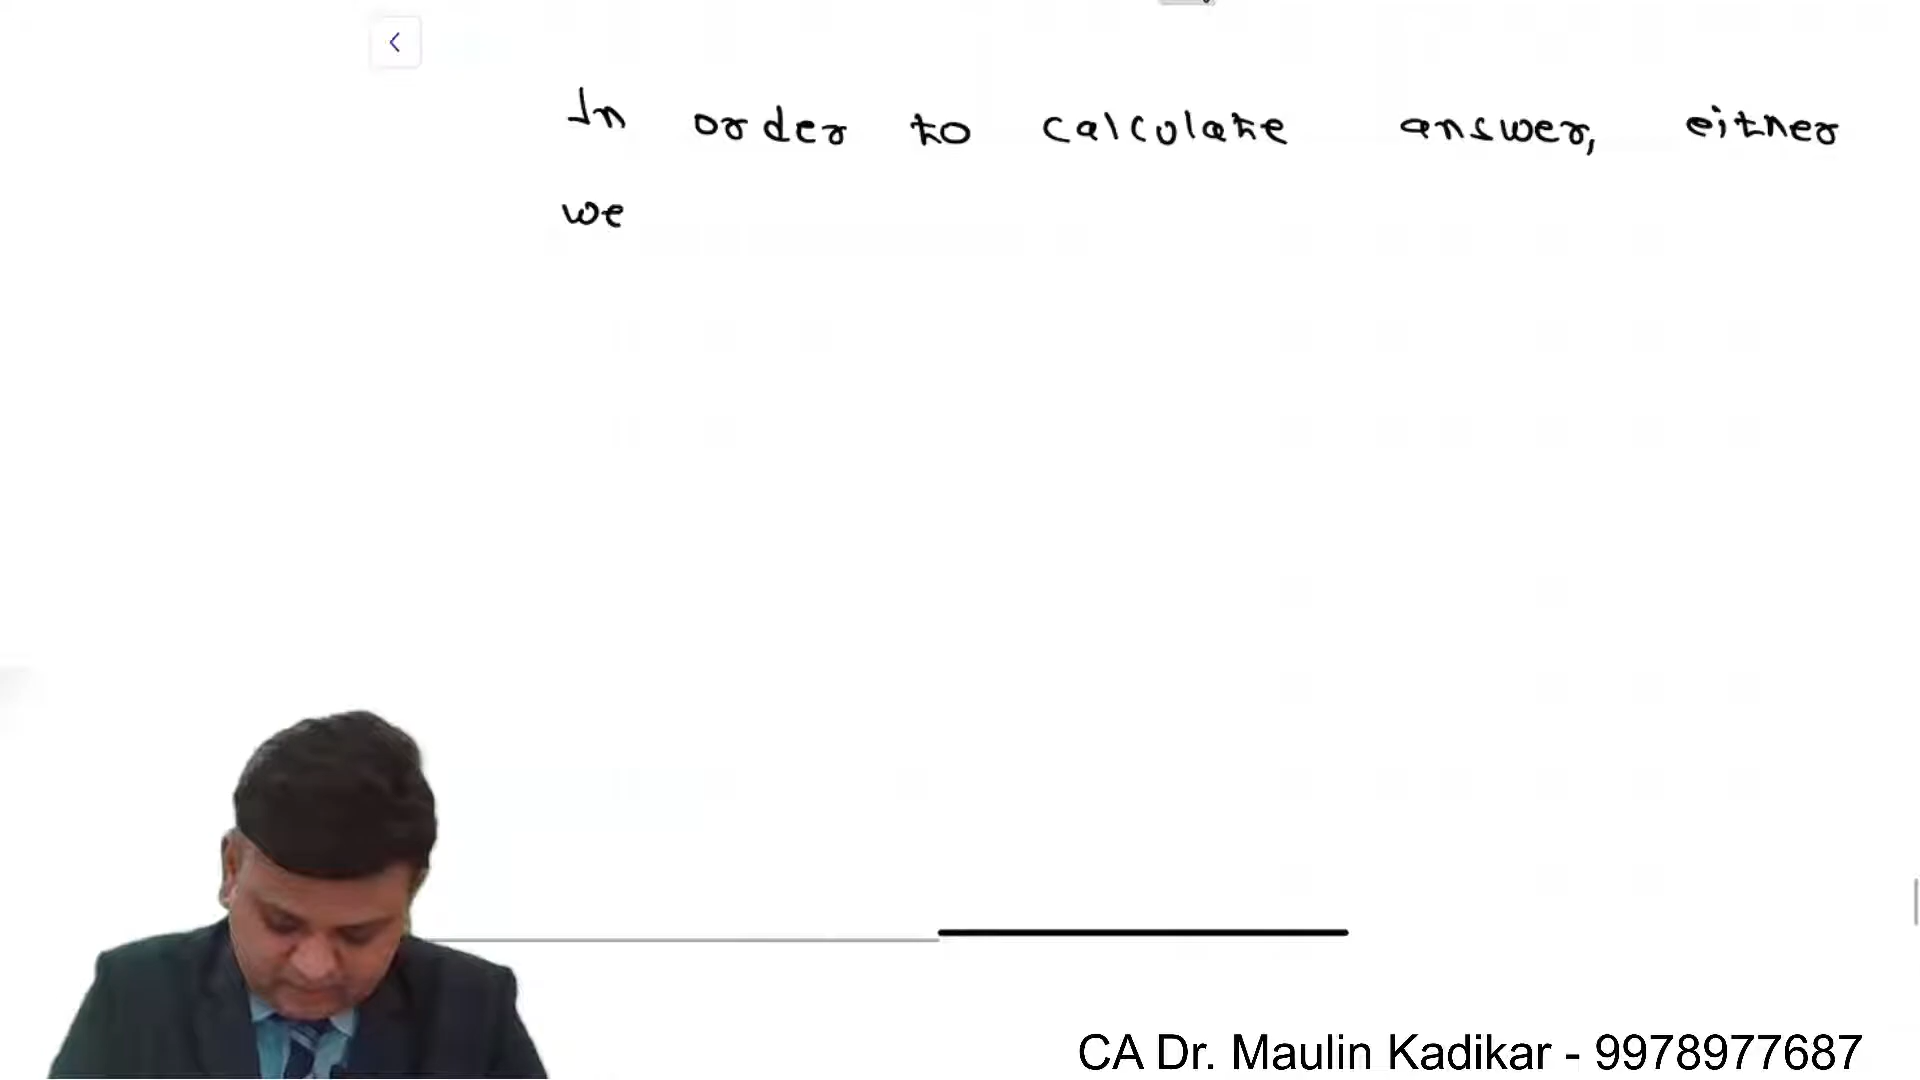 In order to calculate answer, either
we
CA Dr. Maulin Kadikar - 9978977687